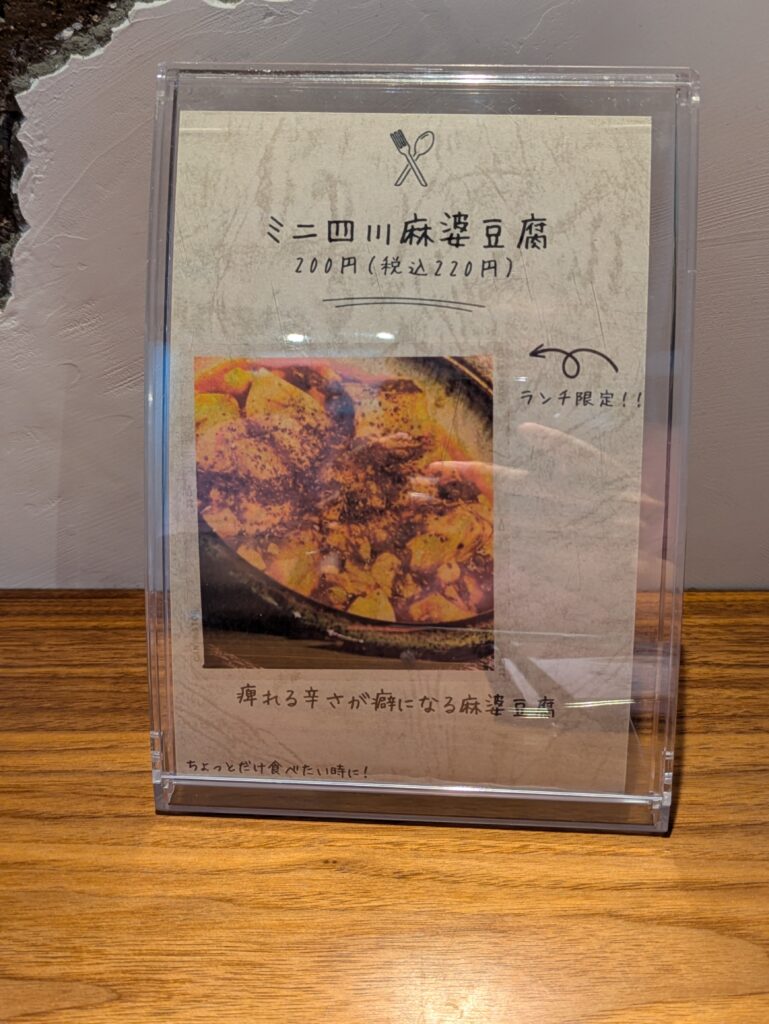 ミニ四川麻婆豆腐
200円(税込220円)
ランチ限定!!
痺れる辛さが癖になる麻婆豆腐
ちょっとだけ食べたい時に!